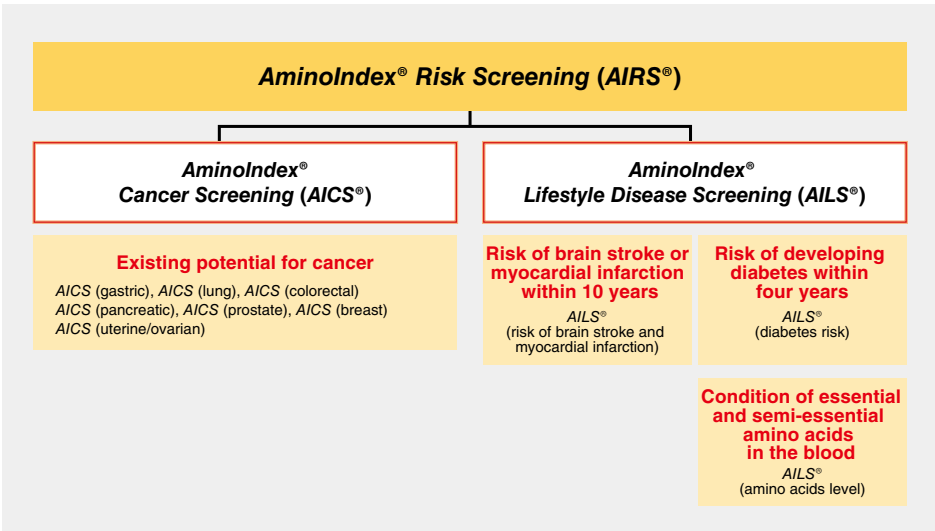 AminoIndex® Risk Screening (AIRS®)
AminoIndex®
Cancer Screening (AICS®)
AminoIndex®
Lifestyle Disease Screening (AILS®)
Existing potential for cancer
AICS (gastric), AICS (lung), AICS (colorectal)
AICS (pancreatic), AICS (prostate), AICS (breast)
AICS (uterine/ovarian)
Risk of brain stroke or
myocardial infarction
within 10 years
AILS®
(risk of brain stroke and
myocardial infarction)
Risk of developing
diabetes within
four years
AILS®
(diabetes risk)
Condition of essential
and semi-essential
amino acids
in the blood
AILS®
(amino acids level)